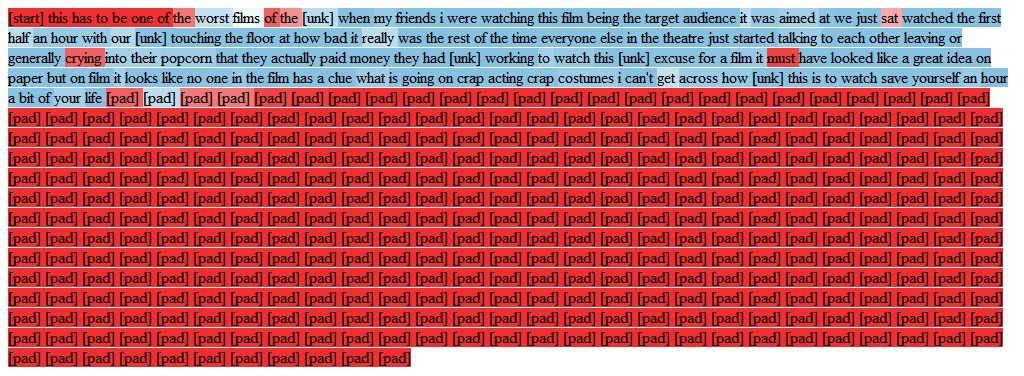 [start] this has to be one of the worst films of the [unk] when my friends i were watching this film being the target audience it was aimed at we just sat watched the first
half an hour with our [unk] touching the floor at how bad it really was the rest of the time everyone else in the theatre just started talking to each other leaving or
generally crying into their popcorn that they actually paid money they had [unk] working to watch this [unk] excuse for a film it must have looked like a great idea on
paper but on film it looks like no one in the film has a clue what is going on crap acting crap costumes i can't get across how [unk] this is to watch save yourself an hour
a bit of your life [pad] [pad] [pad] [pad] [pad] [pad] [pad] [pad] [pad] [pad] [pad] [pad] [pad] [pad] [pad] [pad] [pad] [pad] [pad] [pad] [pad] [pad] [pad] [pad]
[pad] [pad] [pad] [pad] [pad] [pad] [pad] [pad] [pad] [pad] [pad] [pad] [pad] [pad] [pad] [pad] [pad] [pad] [pad] [pad] [pad] [pad] [pad] [pad] [pad] [pad] [pad]
[pad] [pad] [pad] [pad] [pad] [pad] [pad] [pad] [pad] [pad] [pad] [pad] [pad] [pad] [pad] [pad] [pad] [pad] [pad] [pad] [pad] [pad] [pad] [pad] [pad] [pad] [pad]
[pad] [pad] [pad] [pad] [pad] [pad] [pad] [pad] [pad] [pad] [pad] [pad] [pad] [pad] [pad] [pad] [pad] [pad] [pad] [pad] [pad] [pad] [pad] [pad] [pad] [pad] [pad]
[pad] [pad] [pad] [pad] [pad] [pad] [pad] [pad] [pad] [pad] [pad] [pad] [pad] [pad] [pad] [pad] [pad] [pad] [pad] [pad] [pad] [pad] [pad] [pad] [pad] [pad] [pad]
[pad] [pad] [pad] [pad] [pad] [pad] [pad] [pad] [pad] [pad] [pad] [pad] [pad] [pad] [pad] [pad] [pad] [pad] [pad] [pad] [pad] [pad] [pad] [pad] [pad] [pad] [pad]
[pad] [pad] [pad] [pad] [pad] [pad] [pad] [pad] [pad] [pad] [pad] [pad] [pad] [pad] [pad] [pad] [pad] [pad] [pad] [pad] [pad] [pad] [pad] [pad] [pad] [pad] [pad]
[pad] [pad] [pad] [pad] [pad] [pad] [pad] [pad] [pad] [pad] [pad] [pad] [pad] [pad] [pad] [pad] [pad] [pad] [pad] [pad] [pad] [pad] [pad] [pad] [pad] [pad] [pad]
[pad] [pad] [pad] [pad] [pad] [pad] [pad] [pad] [pad] [pad] [pad] [pad] [pad] [pad] [pad] [pad] [pad] [pad] [pad] [pad] [pad] [pad] [pad] [pad] [pad] [pad] [pad]
[pad] [pad] [pad] [pad] [pad] [pad] [pad] [pad] [pad] [pad] [pad] [pad] [pad] [pad] [pad] [pad] [pad] [pad] [pad] [pad] [pad] [pad] [pad] [pad] [pad] [pad] [pad]
[pad] [pad] [pad] [pad] [pad] [pad] [pad] [pad] [pad] [pad] [pad] [pad] [pad] [pad] [pad] [pad] [pad] [pad] [pad] [pad] [pad] [pad] [pad] [pad] [pad] [pad] [pad]
[pad] [pad] [pad] [pad] [pad] [pad] [pad] [pad] [pad] [pad] [pad] [pad] [pad] [pad] [pad] [pad] [pad] [pad] [pad] [pad] [pad] [pad] [pad] [pad] [pad] [pad] [pad]
[pad] [pad] [pad] [pad] [pad] [pad] [pad] [pad] [pad] [pad] [pad] [pad] [pad] [pad] [pad] [pad] [pad] [pad] [pad] [pad] [pad] [pad] [pad] [pad] [pad] [pad] [pad]
[pad] [pad] [pad] [pad] [pad] [pad] [pad] [pad] [pad] [pad] [pad]